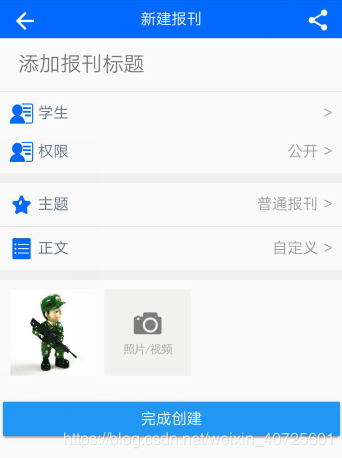 新建报刊
添加报刊标题
学生 >
权限 公开 >
主题 普通报刊 >
正文 自定义 >
照片/视频
完成创建
https://blog.csdn.net/weixin_40725601